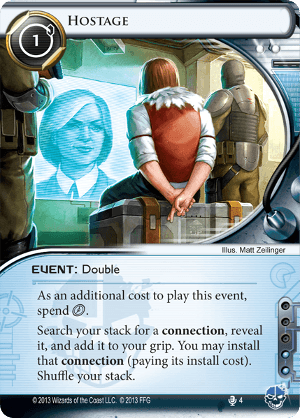 HOSTAGE
1
Illus. Matt Zeilinger
EVENT: Double
As an additional cost to play this event,
spend
.
Search your stack for a connection, reveal
it, and add it to your grip. You may install
that connection (paying its install cost).
Shuffle your stack.
© 2013 Wizards of the Coast LLC. © 2013 FFG
4